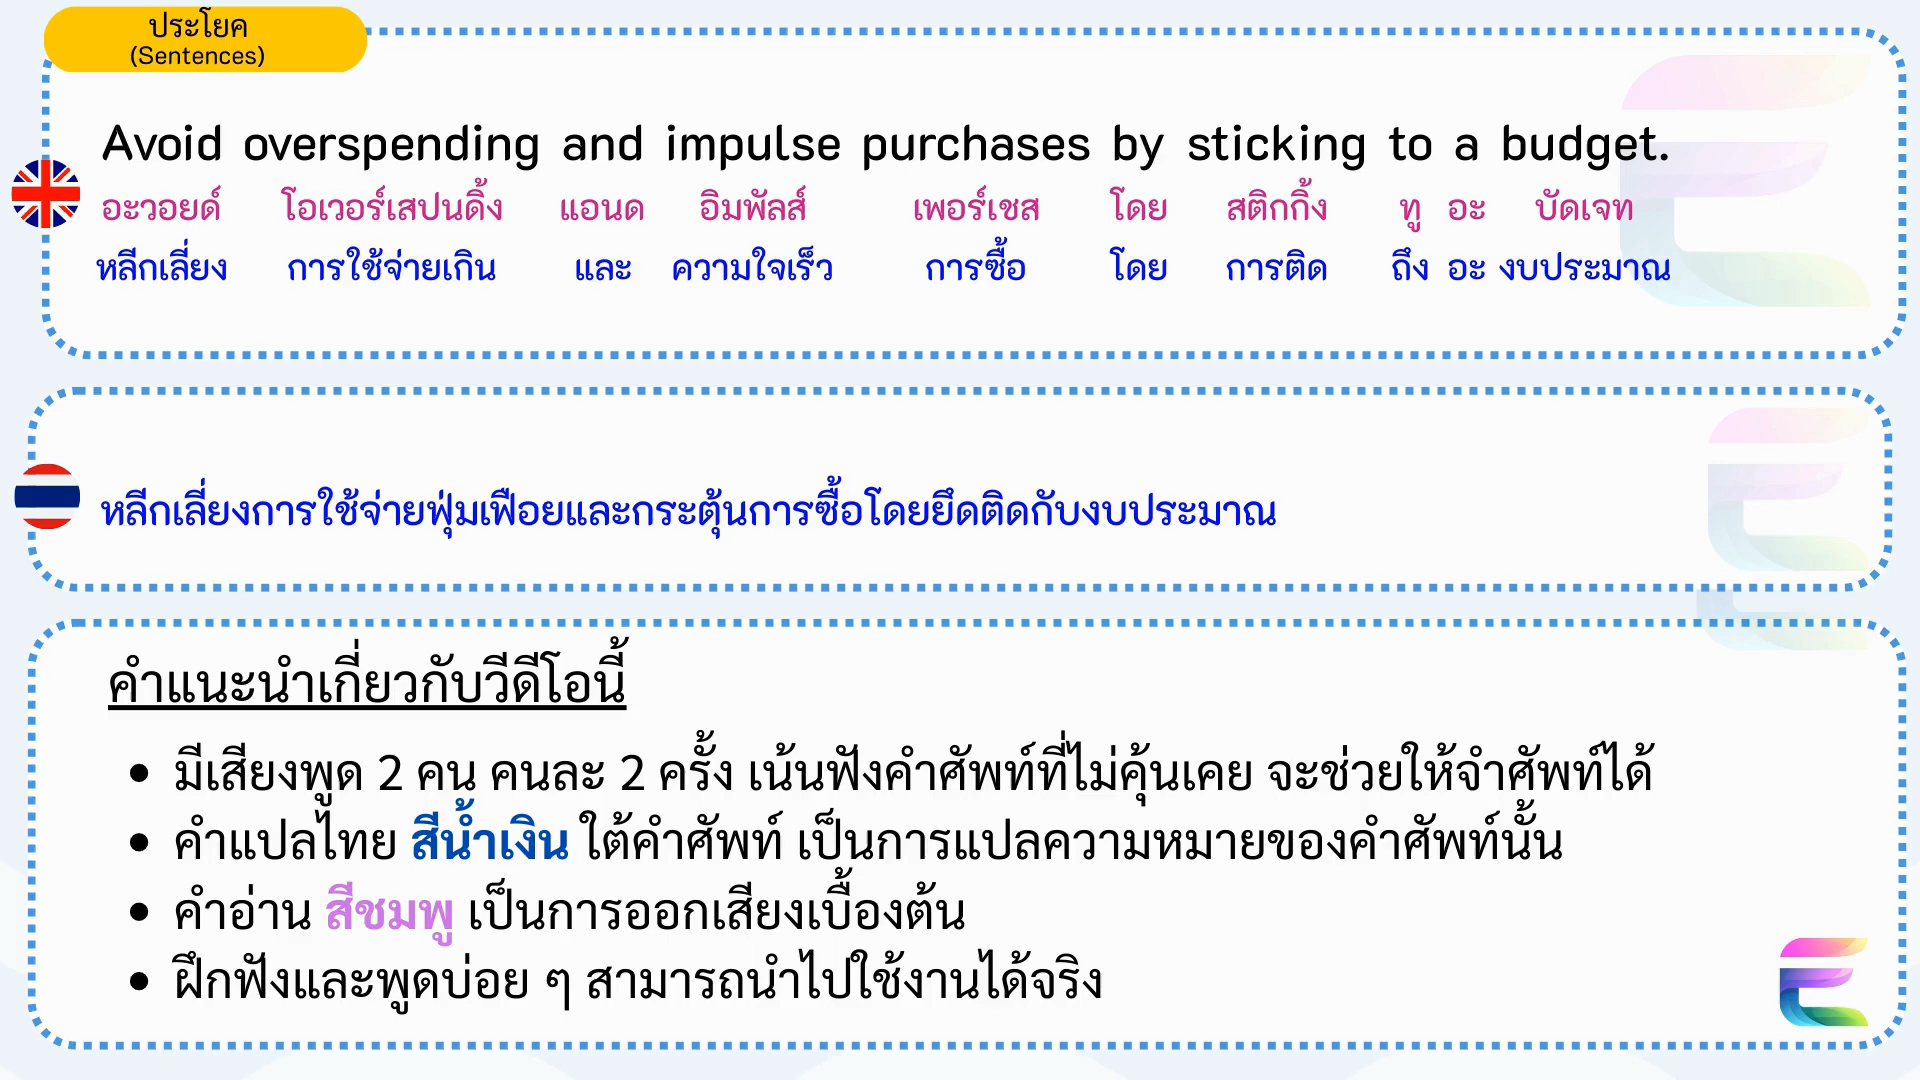 ประโยค
(Sentences)
Avoid overspending and impulse purchases by sticking to a budget.
อะวอยด์ โอเวอร์เสปนดิ้ง แอนด อิมพัลส์ เพอร์เชส โดย สติกกิ้ง ทู อะ บัดเจท
หลีกเลี่ยง การใช้จ่ายเกิน และ ความใจเร็ว การซื้อ โดย การติด ถึง อะ งบประมาณ
หลีกเลี่ยงการใช้จ่ายฟุ่มเฟือยและกระตุ้นการซื้อโดยยึดติดกับงบประมาณ
คำแนะนำเกี่ยวกับวีดีโอนี้
• มีเสียงพูด 2 คน คนละ 2 ครั้ง เน้นฟังคำศัพท์ที่ไม่คุ้นเคย จะช่วยให้จำศัพท์ได้
• คำแปลไทย สีน้ำเงิน ใต้คำศัพท์ เป็นการแปลความหมายของคำศัพท์นั้น
• คำอ่าน สีชมพู เป็นการออกเสียงเบื้องต้น
• ฝึกฟังและพูดบ่อย ๆ สามารถนำไปใช้งานได้จริง